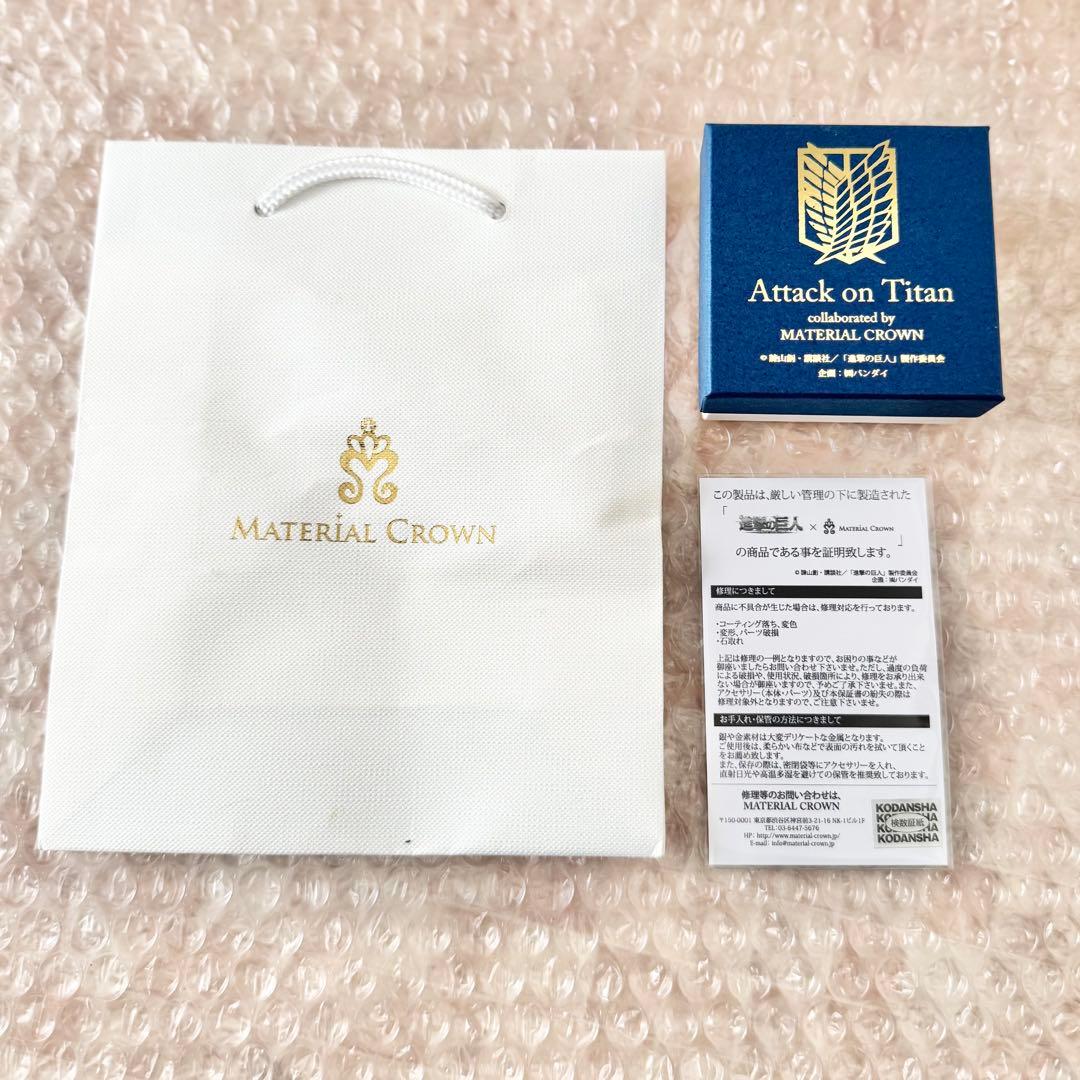 MATERIAL CROWN
Attack on Titan
collaborated by
MATERIAL CROWN
©諫山創・講談社／「進撃の巨人」製作委員会
企画：㈱バンダイ
この製品は、厳しい管理の下に製造された
「進撃の巨人 × MATERIAL CROWN」
の商品である事を証明致します。
© 諫山創・講談社／「進撃の巨人」製作委員会
企画：㈱バンダイ
修理につきまして
商品に不具合が生じた場合は、修理対応を行っております。
・コーティング落ち、変色
・変形、パーツ破損
・石取れ
上記は修理の一例となりますので、お困りの事などが
御座いましたらお問い合わせ下さいませ。ただし、過度の負荷
による破損や、使用状況、破損箇所により、修理をお承り出来
ない場合が御座いますので、予めご了承下さいませ。また、
アクセサリー（本体・パーツ）及び本保証書の紛失の際は
修理対象外となりますので、ご注意下さいませ。
お手入れ・保管の方法につきまして
銀や金素材は大変デリケートな金属となります。
ご使用後は、柔らかい布などで表面の汚れを拭いて頂くこと
をお薦め致します。
また、保存の際は、密閉袋等にアクセサリーを入れ、
直射日光や高温多湿を避けての保管を推奨致しております。
修理等のお問い合わせは、
MATERIAL CROWN
〒150-0001 東京都渋谷区神宮前3-21-16 NK-1ビル1F
TEL:03-6447-5676
HP: http://www.material-crown.jp/
E-mail: info@material-crown.jp
KODANSHA
検数証紙
KODANSHA